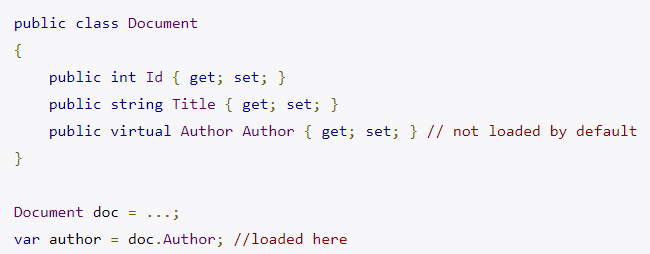 public class Document
{
    public int Id { get; set; }
    public string Title { get; set; }
    public virtual Author Author { get; set; } // not loaded by default
}

Document doc = ...;
var author = doc.Author; //loaded here